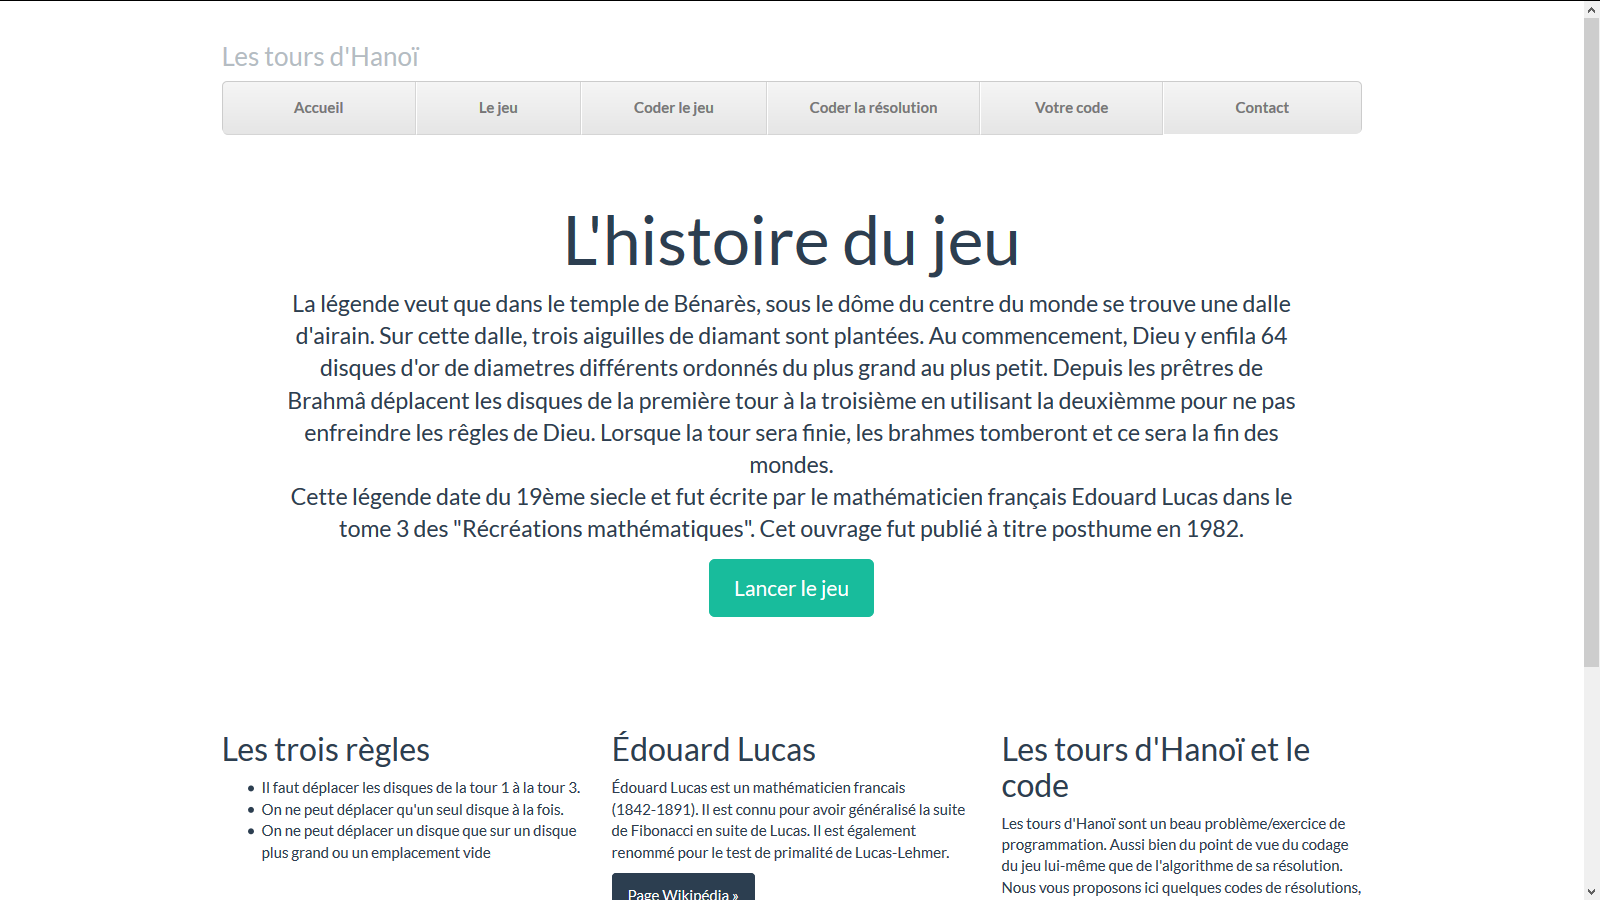 Les tours d'Hanoï
Accueil
Le jeu
Coder le jeu
Coder la résolution
Votre code
Contact
L'histoire du jeu
La légende veut que dans le temple de Bénarès, sous le dôme du centre du monde se trouve une dalle
d'airain. Sur cette dalle, trois aiguilles de diamant sont plantées. Au commencement, Dieu y enfila 64
disques d'or de diametres différents ordonnés du plus grand au plus petit. Depuis les prêtres de
Brahmâ déplacent les disques de la première tour à la troisième en utilisant la deuxièmme pour ne pas
enfreindre les rêgles de Dieu. Lorsque la tour sera finie, les brahmes tomberont et ce sera la fin des
mondes.
Cette légende date du 19ème siecle et fut écrite par le mathématicien français Edouard Lucas dans le
tome 3 des "Récréations mathématiques". Cet ouvrage fut publié à titre posthume en 1982.
Lancer le jeu
Les trois règles
Il faut déplacer les disques de la tour 1 à la tour 3.
On ne peut déplacer qu'un seul disque à la fois.
On ne peut déplacer un disque que sur un disque
plus grand ou un emplacement vide
Édouard Lucas
Édouard Lucas est un mathématicien francais
(1842-1891). Il est connu pour avoir généralisé la suite
de Fibonacci en suite de Lucas. Il est également
renommé pour le test de primalité de Lucas-Lehmer.
Page Wikipédia »
Les tours d'Hanoï et le
code
Les tours d'Hanoï sont un beau problème/exercice de
programmation. Aussi bien du point de vue du codage
du jeu lui-même que de l'algorithme de sa résolution.
Nous vous proposons ici quelques codes de résolutions,